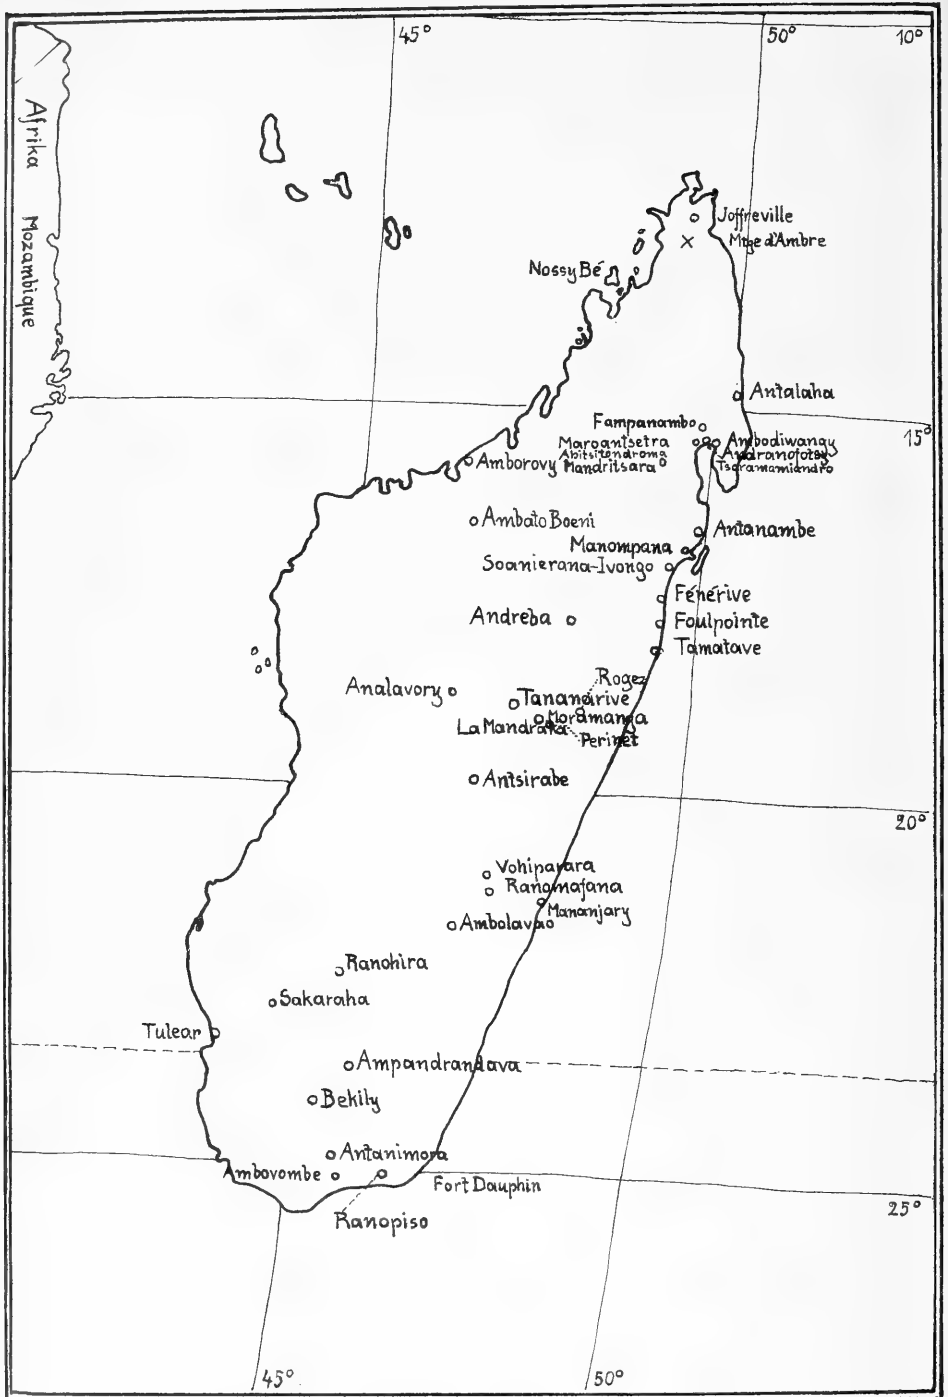 45°
50°
10°
Afrika
Mozambique
Joffreville
Mtge d'Ambre
Nossy Bé
Antalaha
15°
Fampanambo
Maroantsetra
Ambodiwangy
Abitsitondroma
Andranofotsy
Mandritsara
Tsaramamiandro
Amborovy
Ambato Boeni
Antanambe
Manompana
Soanierana-Ivongo
Fénérive
Andreba
Foulpointe
Tamatave
Rogez
Analavory
Tananarive
Moramanga
La Mandraka
Perinet
Antsirabe
20°
Vohiparara
Ranomafana
Mananjary
Ambolavao
Ranohira
Sakaraha
Tulear
Ampandrandava
Bekily
Antanimora
Ambovombe
Fort Dauphin
Ranopiso
25°
45°
50°